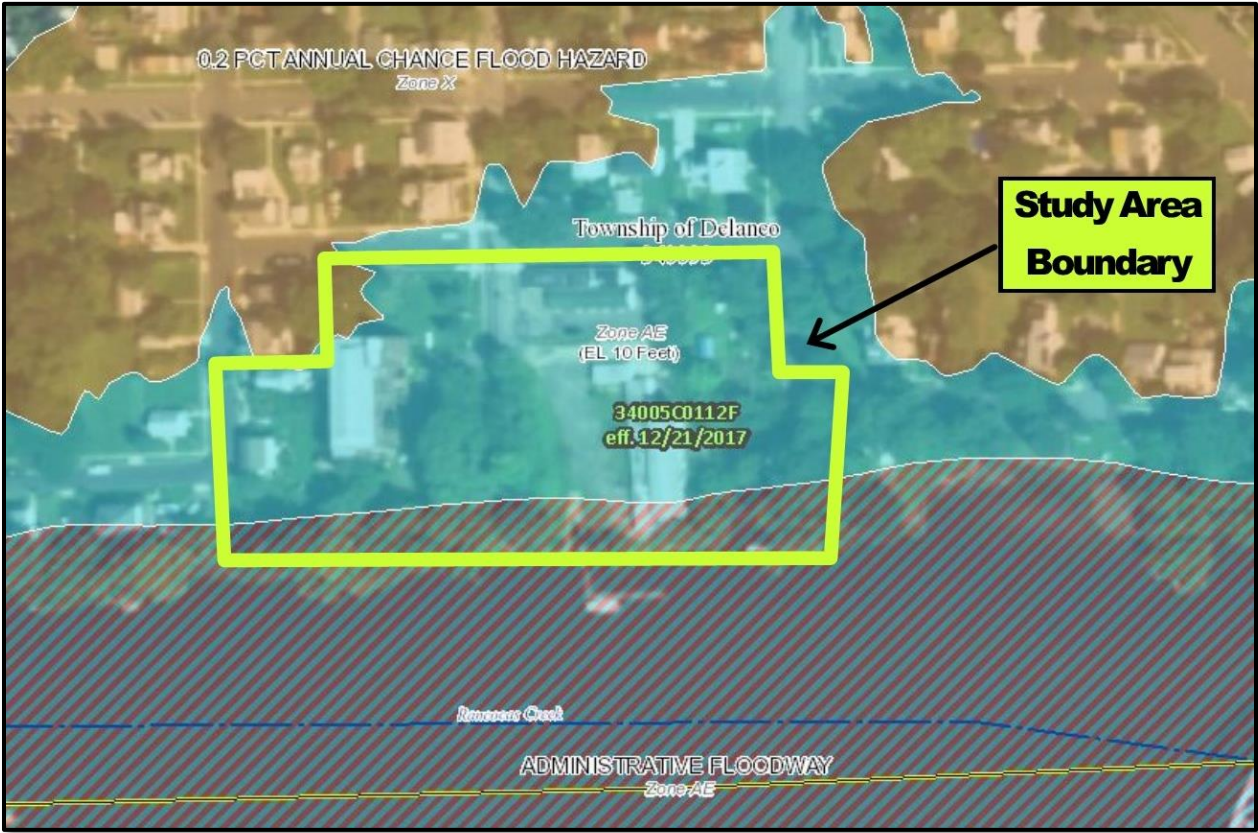 0.2 PCT ANNUAL CHANCE FLOOD HAZARD
Zone X
Study Area
Boundary
Township of Delanco
Zone AE
(EL 10 Feet)
34005C0112F
eff. 12/21/2017
Rancocas Creek
ADMINISTRATIVE FLOODWAY
Zone AE